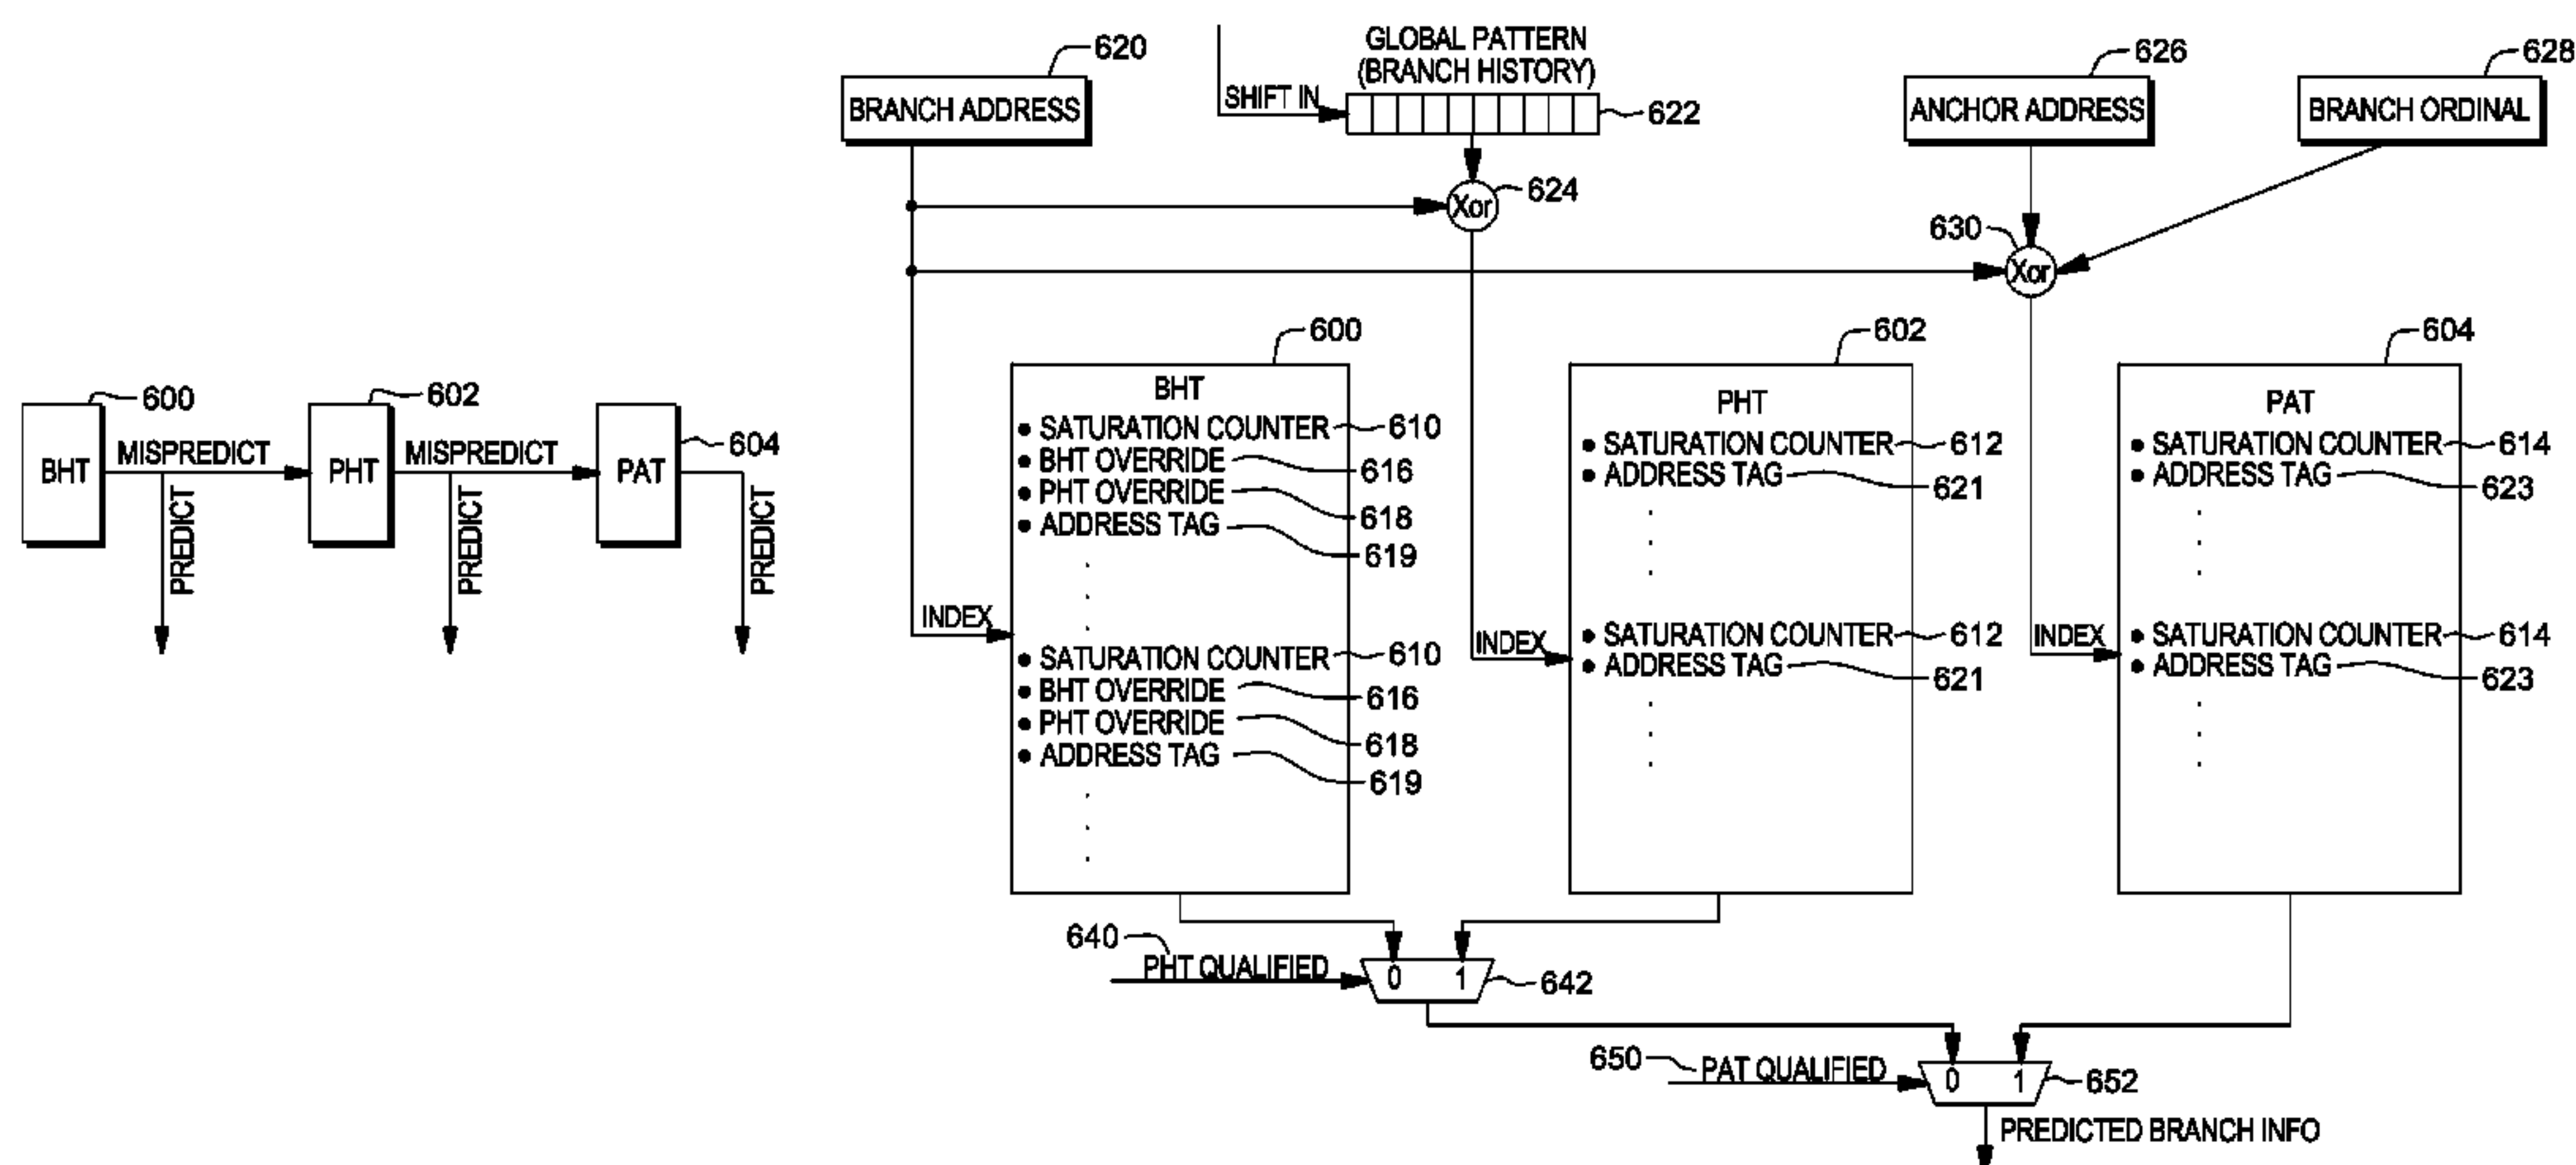 600
BHT
MISPREDICT
PREDICT
602
PHT
MISPREDICT
PREDICT
604
PAT
PREDICT
620
BRANCH ADDRESS
SHIFT IN
GLOBAL PATTERN
(BRANCH HISTORY)
622
626
ANCHOR ADDRESS
628
BRANCH ORDINAL
Xor
624
630
Xor
INDEX
600
BHT
• SATURATION COUNTER 610
• BHT OVERRIDE 616
• PHT OVERRIDE 618
• ADDRESS TAG 619
• SATURATION COUNTER 610
• BHT OVERRIDE 616
• PHT OVERRIDE 618
• ADDRESS TAG 619
INDEX
602
PHT
• SATURATION COUNTER 612
• ADDRESS TAG 621
• SATURATION COUNTER 612
• ADDRESS TAG 621
INDEX
604
PAT
• SATURATION COUNTER 614
• ADDRESS TAG 623
• SATURATION COUNTER 614
• ADDRESS TAG 623
640
PHT QUALIFIED
0 1
642
650
PAT QUALIFIED
0 1
652
PREDICTED BRANCH INFO